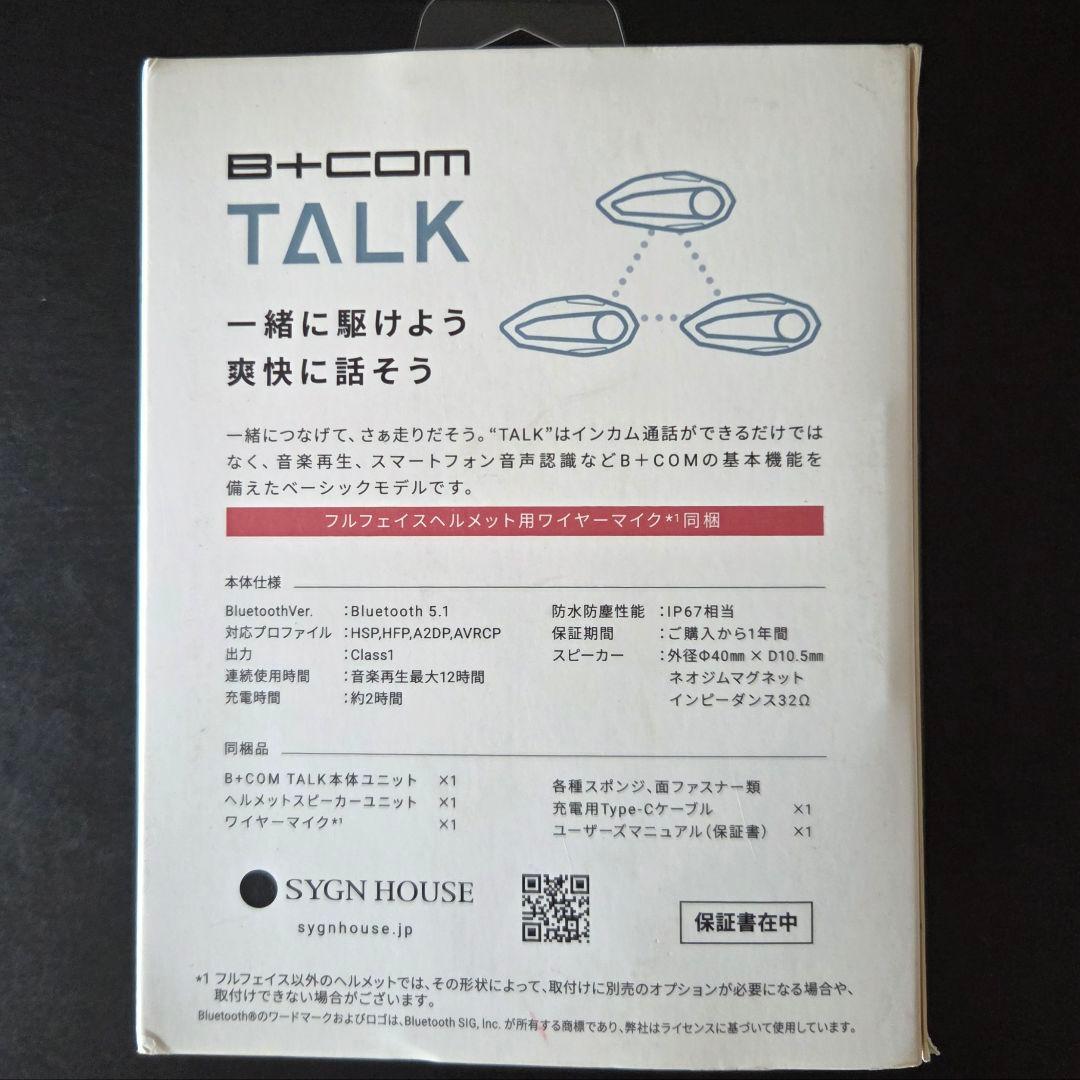 B+COM
TALK
一緒に駆けよう
爽快に話そう
一緒につなげて、さぁ走りだそう。“TALK”はインカム通話ができるだけでは
なく、音楽再生、スマートフォン音声認識などB+COMの基本機能を
備えたベーシックモデルです。
フルフェイスヘルメット用ワイヤーマイク*1同梱
本体仕様
BluetoothVer. :Bluetooth 5.1
対応プロファイル :HSP,HFP,A2DP,AVRCP
出力 :Class1
連続使用時間 :音楽再生最大12時間
充電時間 :約2時間
防水防塵性能 :IP67相当
保証期間 :ご購入から1年間
スピーカー :外径Φ40㎜ × D10.5㎜
ネオジムマグネット
インピーダンス32Ω
同梱品
B+COM TALK本体ユニット ×1
ヘルメットスピーカーユニット ×1
ワイヤーマイク*1 ×1
各種スポンジ、面ファスナー類
充電用Type-Cケーブル ×1
ユーザーズマニュアル(保証書) ×1
SYGN HOUSE
sygnhouse.jp
保証書在中
*1 フルフェイス以外のヘルメットでは、その形状によって、取付けに別売のオプションが必要になる場合や、
取付けできない場合がございます。
Bluetooth®のワードマークおよびロゴは、Bluetooth SIG, Inc. が所有する商標であり、弊社はライセンスに基づいて使用しています。